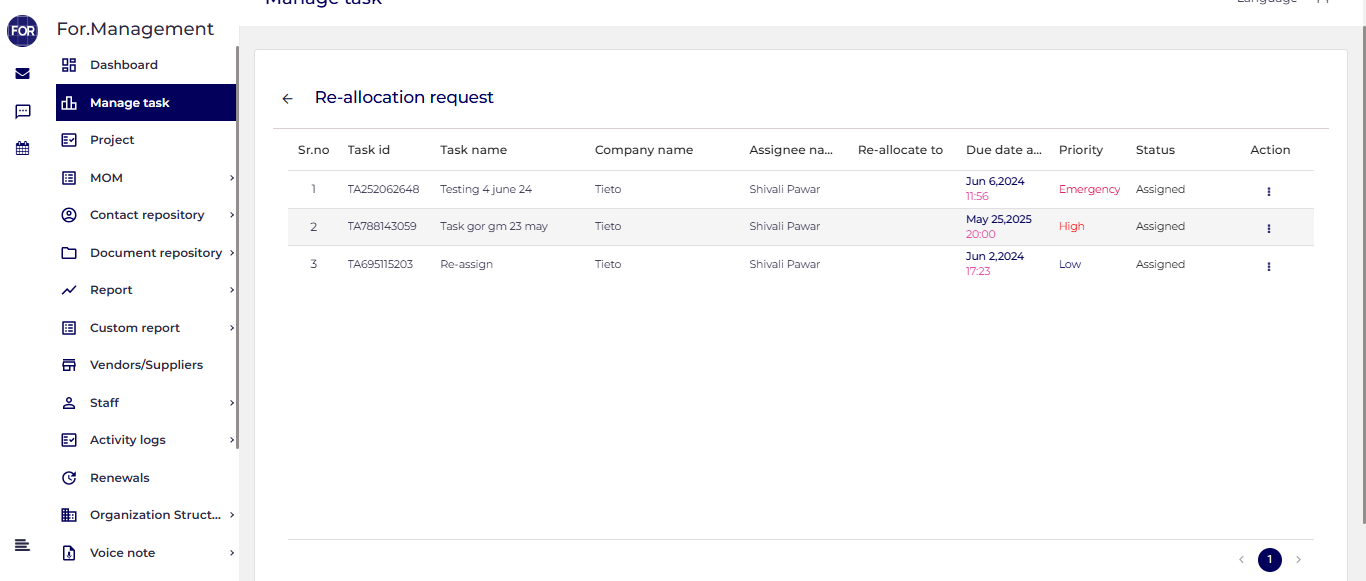 Manage task
Language
FOR
For.Management
Dashboard
Manage task
Project
MOM
Contact repository
Document repository
Report
Custom report
Vendors/Suppliers
Staff
Activity logs
Renewals
Organization Struct...
Voice note
Re-allocation request
Sr.no Task id Task name Company name Assignee na... Re-allocate to Due date a... Priority Status Action
1 TA252062648 Testing 4 june 24 Tieto Shivali Pawar Jun 6,2024 11:56 Emergency Assigned
2 TA788143059 Task gor gm 23 may Tieto Shivali Pawar May 25,2025 20:00 High Assigned
3 TA695115203 Re-assign Tieto Shivali Pawar Jun 2,2024 17:23 Low Assigned
1